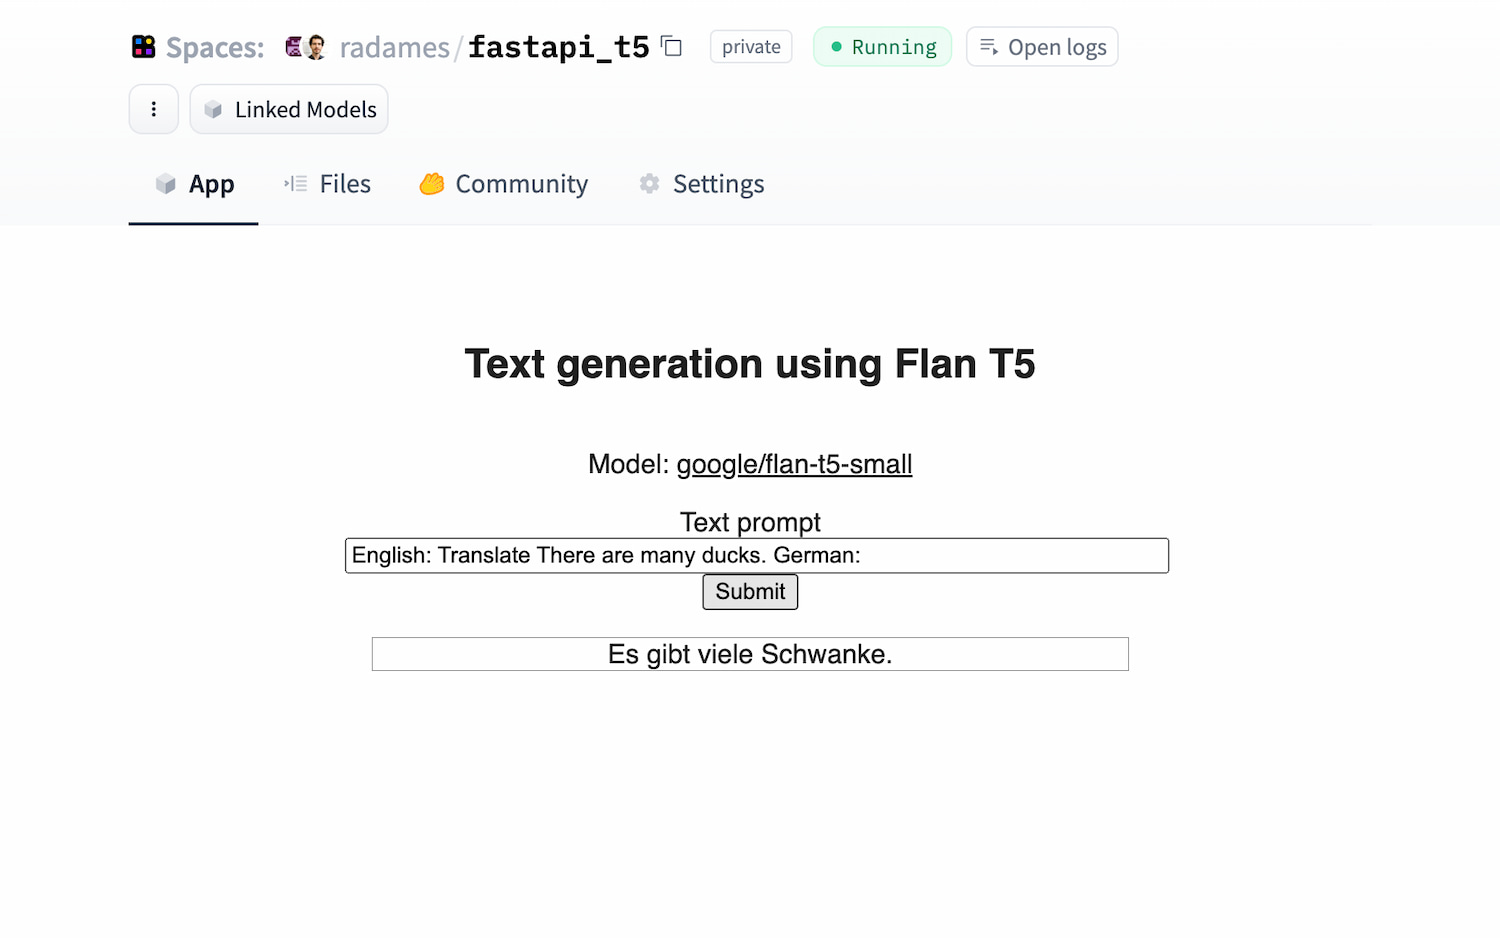 Spaces: radames/fastapi_t5 private Running Open logs
Linked Models
App Files Community Settings
Text generation using Flan T5
Model: google/flan-t5-small
Text prompt
English: Translate There are many ducks. German:
Submit
Es gibt viele Schwanke.